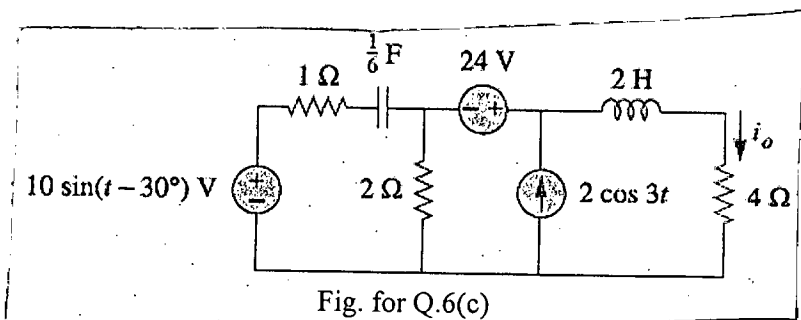 1/6 F
24 V
1 Ω
2 H
10 sin(t – 30°) V
+
–
2 Ω
– +
2 cos 3t
i_o
4 Ω
Fig. for Q.6(c)